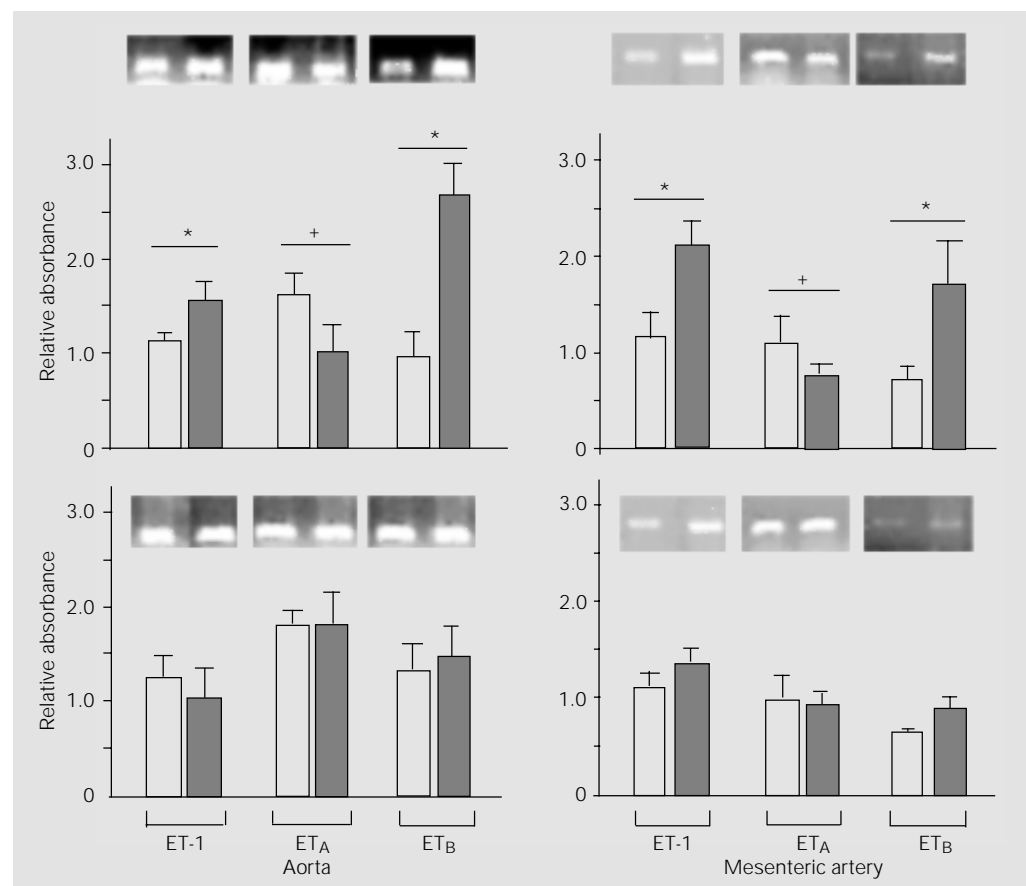 *
3.0
Relative absorbance
*
+
2.0
1.0
0
3.0
*
*
2.0
+
1.0
0
3.0
Relative absorbance
2.0
1.0
0
ET-1
ETA
ETB
Aorta
3.0
2.0
1.0
0
ET-1
ETA
ETB
Mesenteric artery